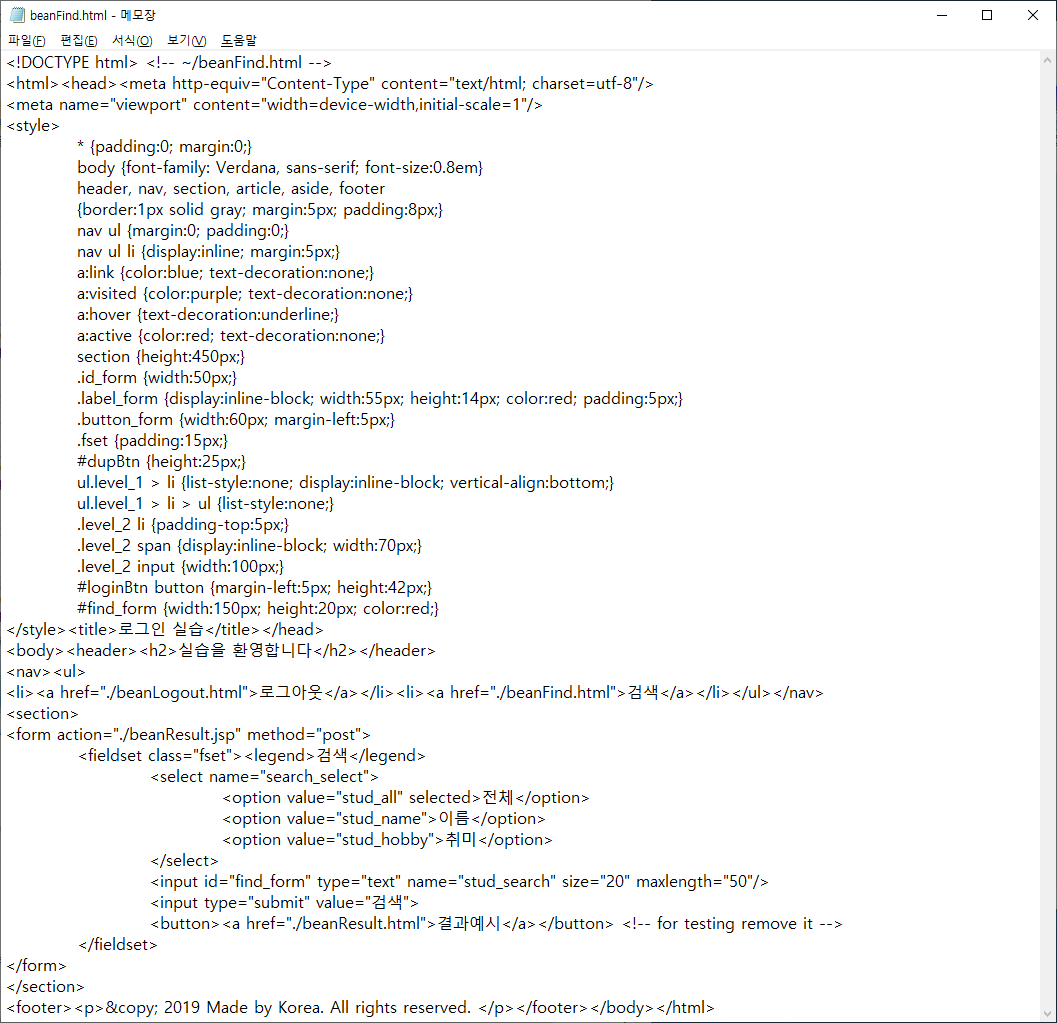 beanFind.html - 메모장
파일(F) 편집(E) 서식(O) 보기(V) 도움말
<!DOCTYPE html> <!-- ~/beanFind.html -->
<html><head><meta http-equiv="Content-Type" content="text/html; charset=utf-8"/>
<meta name="viewport" content="width=device-width,initial-scale=1"/>
<style>
* {padding:0; margin:0;}
body {font-family: Verdana, sans-serif; font-size:0.8em}
header, nav, section, article, aside, footer
{border:1px solid gray; margin:5px; padding:8px;}
nav ul {margin:0; padding:0;}
nav ul li {display:inline; margin:5px;}
a:link {color:blue; text-decoration:none;}
a:visited {color:purple; text-decoration:none;}
a:hover {text-decoration:underline;}
a:active {color:red; text-decoration:none;}
section {height:450px;}
.id_form {width:50px;}
.label_form {display:inline-block; width:55px; height:14px; color:red; padding:5px;}
.button_form {width:60px; margin-left:5px;}
.fset {padding:15px;}
#dupBtn {height:25px;}
ul.level_1 > li {list-style:none; display:inline-block; vertical-align:bottom;}
ul.level_1 > li > ul {list-style:none;}
.level_2 li {padding-top:5px;}
.level_2 span {display:inline-block; width:70px;}
.level_2 input {width:100px;}
#loginBtn button {margin-left:5px; height:42px;}
#find_form {width:150px; height:20px; color:red;}
</style><title>로그인 실습</title></head>
<body><header><h2>실습을 환영합니다</h2></header>
<nav><ul>
<li><a href="./beanLogout.html">로그아웃</a></li><li><a href="./beanFind.html">검색</a></li></ul></nav>
<section>
<form action="./beanResult.jsp" method="post">
<fieldset class="fset"><legend>검색</legend>
<select name="search_select">
<option value="stud_all" selected>전체</option>
<option value="stud_name">이름</option>
<option value="stud_hobby">취미</option>
</select>
<input id="find_form" type="text" name="stud_search" size="20" maxlength="50"/>
<input type="submit" value="검색">
<button><a href="./beanResult.html">결과예시</a></button> <!-- for testing remove it -->
</fieldset>
</form>
</section>
<footer><p>&copy; 2019 Made by Korea. All rights reserved. </p></footer></body></html>